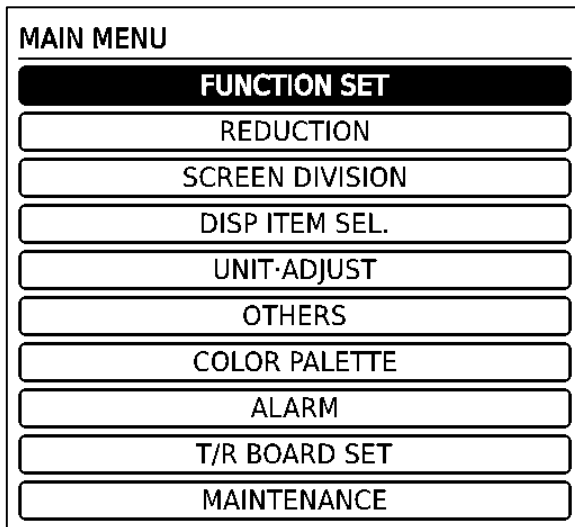 MAIN MENU
FUNCTION SET
REDUCTION
SCREEN DIVISION
DISP ITEM SEL.
UNIT·ADJUST
OTHERS
COLOR PALETTE
ALARM
T/R BOARD SET
MAINTENANCE